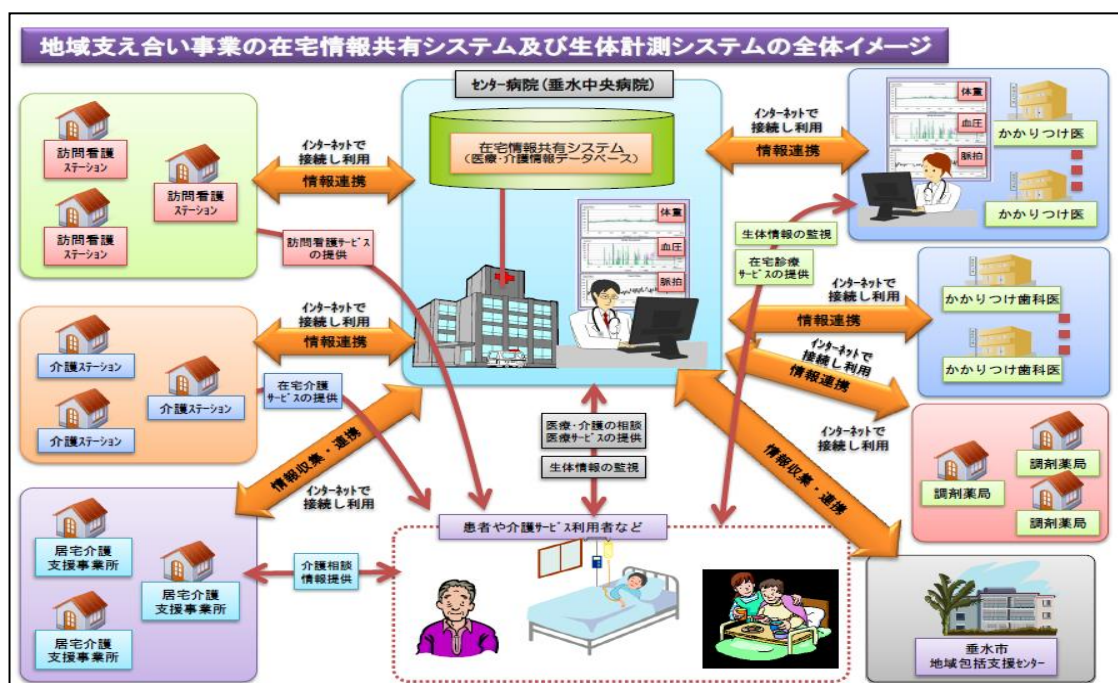 地域支え合い事業の在宅情報共有システム及び生体計測システムの全体イメージ
センター病院(垂水中央病院)
在宅情報共有システム
(医療・介護情報データベース)
体重
血圧
脈拍
訪問看護
ステーション
訪問看護
ステーション
訪問看護
ステーション
インターネットで
接続し利用
情報連携
訪問看護サービス
の提供
介護ステーション
介護ステーション
介護ステーション
インターネットで
接続し利用
情報連携
在宅介護
サービスの提供
情報収集・連携
インターネットで
接続し利用
居宅介護
支援事業所
居宅介護
支援事業所
居宅介護
支援事業所
介護相談
情報提供
医療・介護の相談
医療サービスの提供
生体情報の監視
患者や介護サービス利用者など
インターネットで
接続し利用
情報連携
体重
血圧
脈拍
かかりつけ医
かかりつけ医
生体情報の監視
在宅診療
サービスの提供
インターネットで
接続し利用
情報連携
かかりつけ歯科医
かかりつけ歯科医
インターネットで
接続し利用
情報連携
調剤薬局
調剤薬局
調剤薬局
インターネットで
接続し利用
情報収集・連携
垂水市
地域包括支援センター